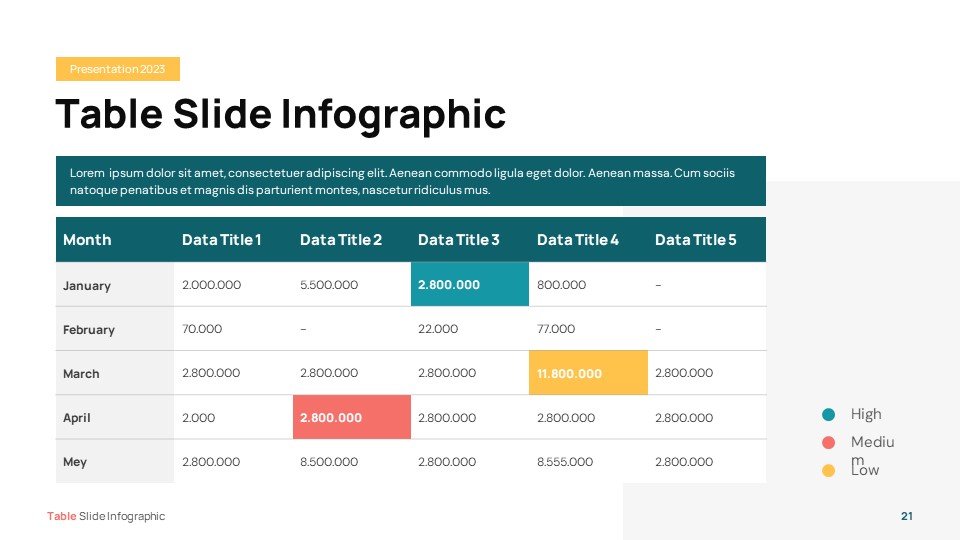 Presentation 2023
Table Slide Infographic
Lorem ipsum dolor sit amet, consectetuer adipiscing elit. Aenean commodo ligula eget dolor. Aenean massa. Cum sociis
natoque penatibus et magnis dis parturient montes, nascetur ridiculus mus.
Month Data Title 1 Data Title 2 Data Title 3 Data Title 4 Data Title 5
January 2.000.000 5.500.000 2.800.000 800.000 –
February 70.000 – 22.000 77.000 –
March 2.800.000 2.800.000 2.800.000 11.800.000 2.800.000
April 2.000 2.800.000 2.800.000 2.800.000 2.800.000
Mey 2.800.000 8.500.000 2.800.000 8.555.000 2.800.000
High
Mediu
m
Low
Table Slide Infographic
21